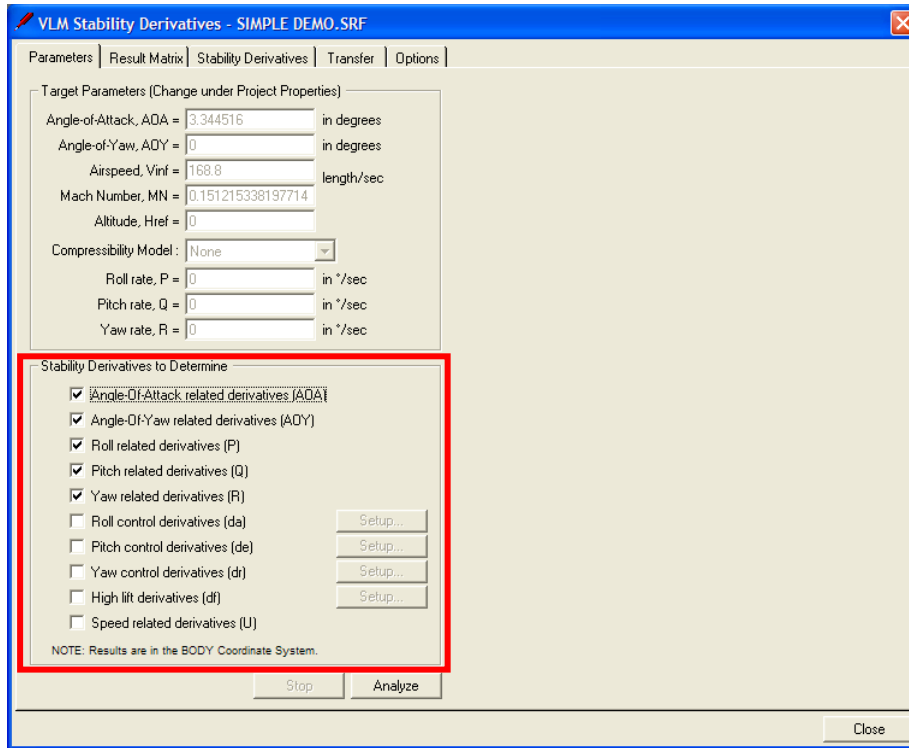 VLM Stability Derivatives - SIMPLE DEMO.SRF
Parameters Result Matrix Stability Derivatives Transfer Options
Target Parameters (Change under Project Properties)
Angle-of-Attack, AOA = 3.344516 in degrees
Angle-of-Yaw, AOY = 0 in degrees
Airspeed, Vinf = 168.8 length/sec
Mach Number, MN = 0.151215338197714
Altitude, Href = 0
Compressibility Model : None
Roll rate, P = 0 in °/sec
Pitch rate, Q = 0 in °/sec
Yaw rate, R = 0 in °/sec
Stability Derivatives to Determine
Angle-Of-Attack related derivatives (AOA)
Angle-Of-Yaw related derivatives (AOY)
Roll related derivatives (P)
Pitch related derivatives (Q)
Yaw related derivatives (R)
Roll control derivatives (da) Setup...
Pitch control derivatives (de) Setup...
Yaw control derivatives (dr) Setup...
High lift derivatives (df) Setup...
Speed related derivatives (U)
NOTE: Results are in the BODY Coordinate System.
Stop Analyze
Close